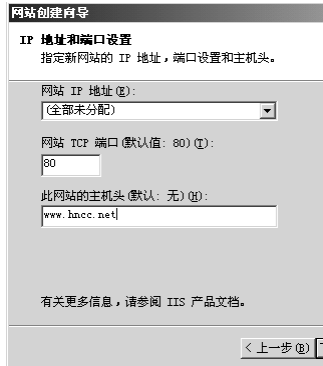 网站创建向导
IP 地址和端口设置
指定新网站的 IP 地址，端口设置和主机头。
网站 IP 地址(E):
(全部未分配)
网站 TCP 端口(默认值: 80)(T):
80
此网站的主机头(默认: 无)(H):
www.hncc.net
有关更多信息，请参阅 IIS 产品文档。
< 上一步(B)